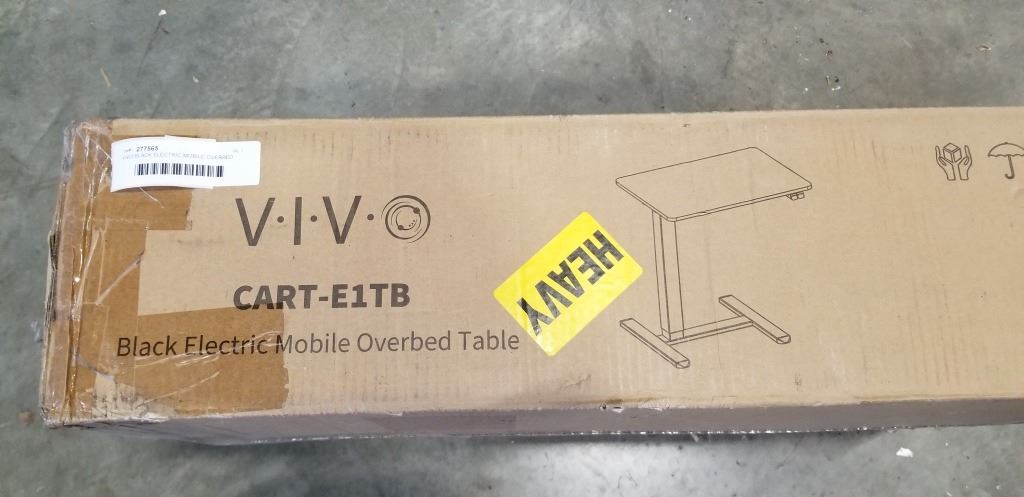 277565
VIVO BLACK ELECTRIC MOBILE OVERBED
V·I·V·O
CART-E1TB
Black Electric Mobile Overbed Table
HEAVY